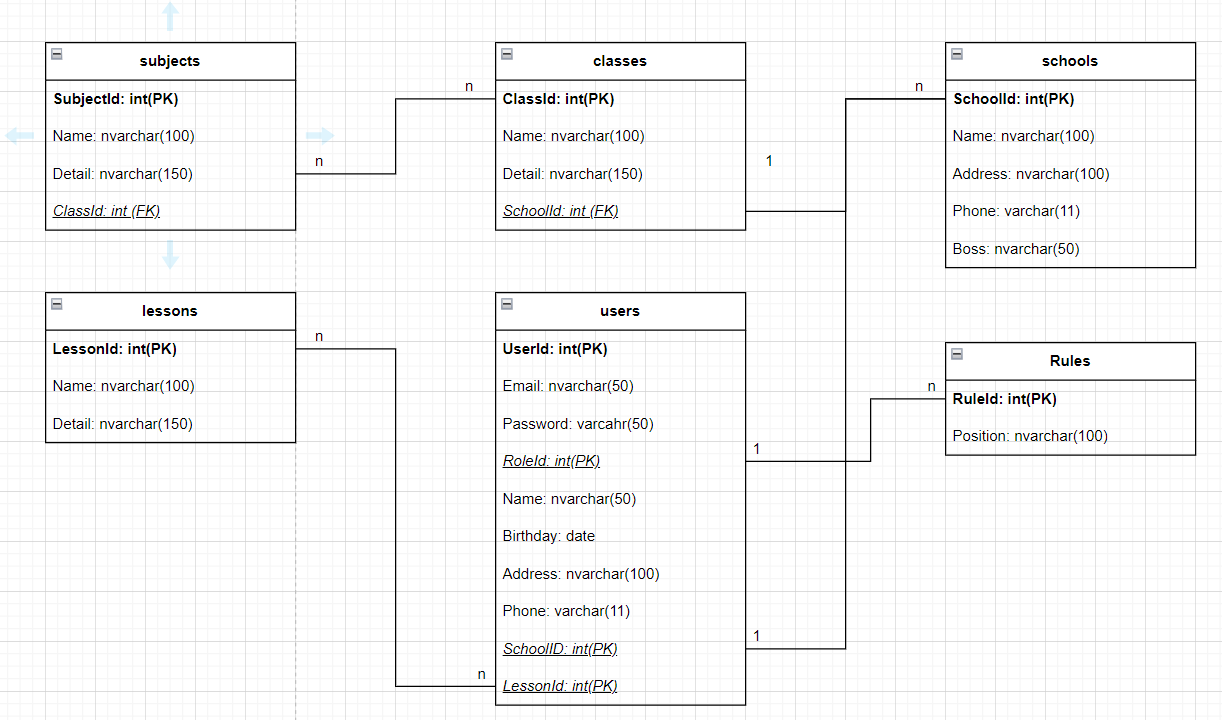 subjects
SubjectId: int(PK)
Name: nvarchar(100)
Detail: nvarchar(150)
ClassId: int (FK)
n
n
classes
ClassId: int(PK)
Name: nvarchar(100)
Detail: nvarchar(150)
SchoolId: int (FK)
1
n
schools
SchoolId: int(PK)
Name: nvarchar(100)
Address: nvarchar(100)
Phone: varchar(11)
Boss: nvarchar(50)
lessons
LessonId: int(PK)
Name: nvarchar(100)
Detail: nvarchar(150)
n
n
users
UserId: int(PK)
Email: nvarchar(50)
Password: varcahr(50)
RoleId: int(PK)
Name: nvarchar(50)
Birthday: date
Address: nvarchar(100)
Phone: varchar(11)
SchoolID: int(PK)
LessonId: int(PK)
1
1
n
Rules
RuleId: int(PK)
Position: nvarchar(100)